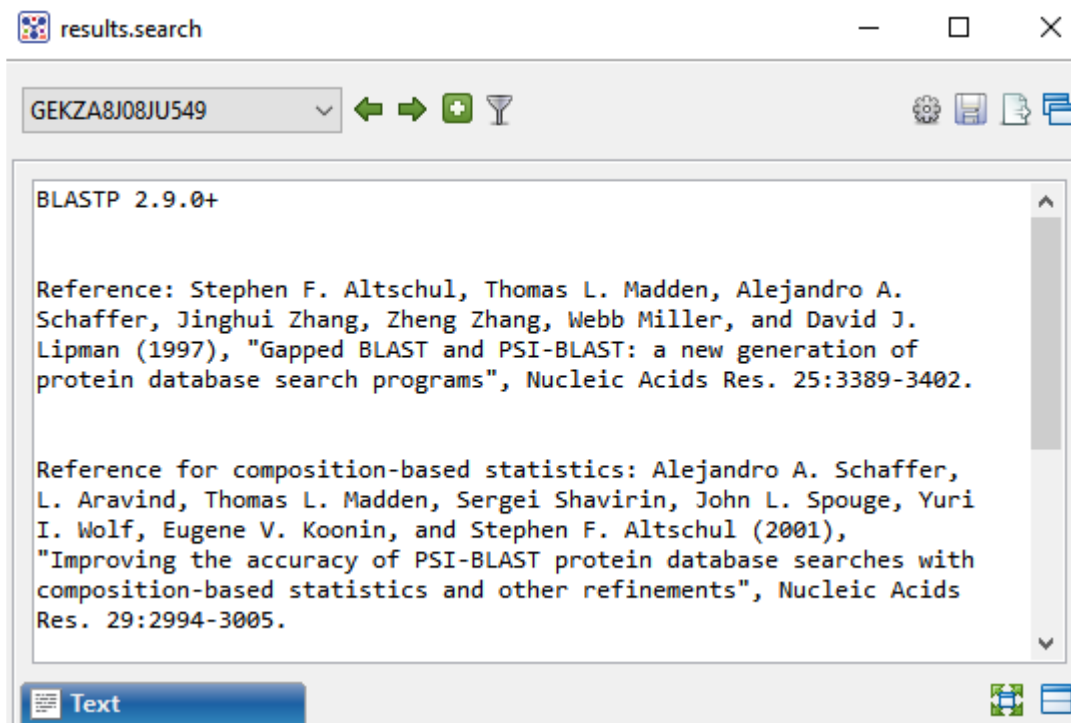 results.search
GEKZA8J08JU549
BLASTP 2.9.0+
Reference: Stephen F. Altschul, Thomas L. Madden, Alejandro A.
Schaffer, Jinghui Zhang, Zheng Zhang, Webb Miller, and David J.
Lipman (1997), "Gapped BLAST and PSI-BLAST: a new generation of
protein database search programs", Nucleic Acids Res. 25:3389-3402.
Reference for composition-based statistics: Alejandro A. Schaffer,
L. Aravind, Thomas L. Madden, Sergei Shavirin, John L. Spouge, Yuri
I. Wolf, Eugene V. Koonin, and Stephen F. Altschul (2001),
"Improving the accuracy of PSI-BLAST protein database searches with
composition-based statistics and other refinements", Nucleic Acids
Res. 29:2994-3005.
Text